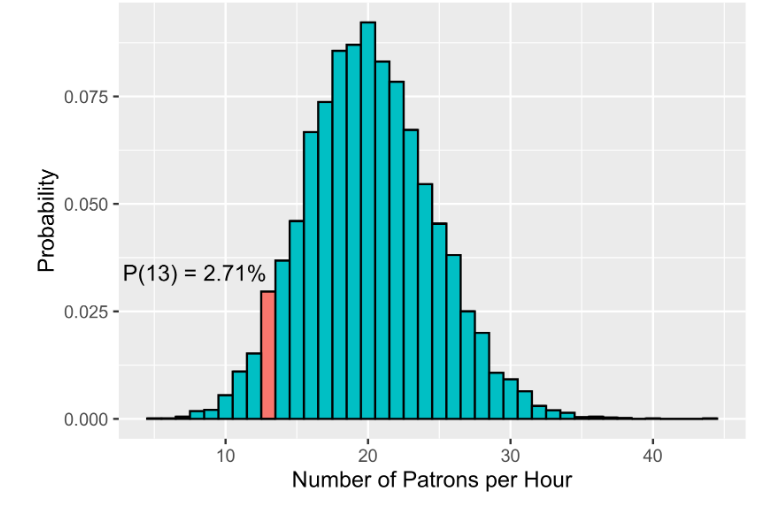 0.075
0.050
0.025
0.000
Probability
P(13) = 2.71%
10 20 30 40
Number of Patrons per Hour